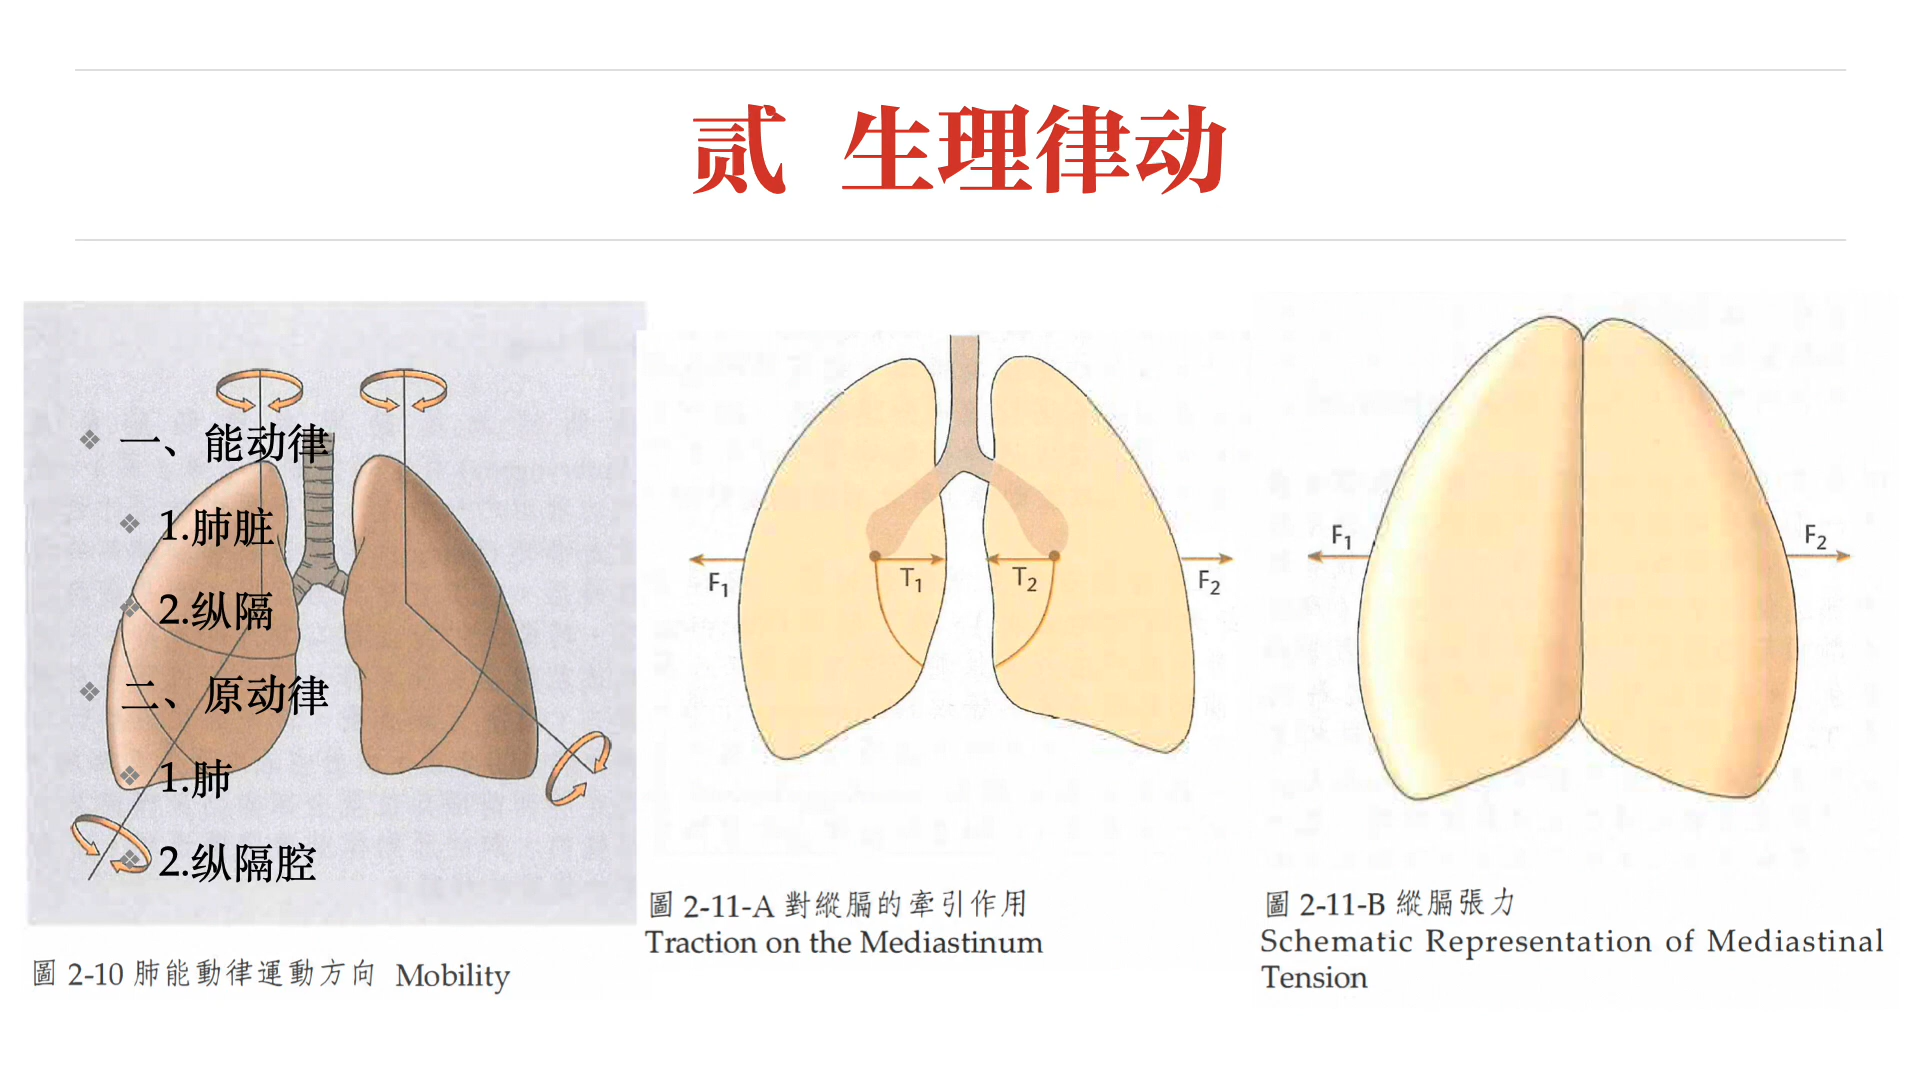 贰 生理律动
一、能动律
1.肺脏
2.纵隔
二、原动律
1.肺
2.纵隔腔
圖 2-10 肺能動律運動方向 Mobility
F1
T1
T2
F2
圖 2-11-A 對縱膈的牽引作用
Traction on the Mediastinum
F1
F2
圖 2-11-B 縱膈張力
Schematic Representation of Mediastinal
Tension